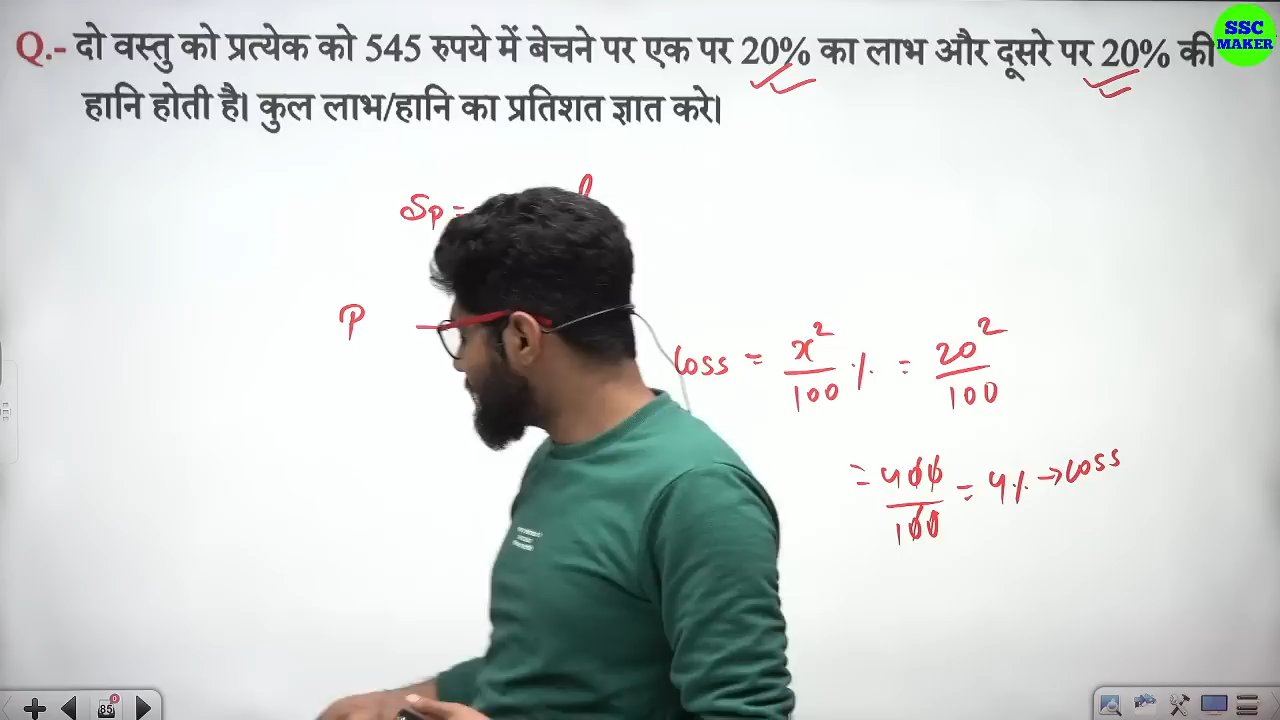 Q.- दो वस्तु को प्रत्येक को 545 रुपये में बेचने पर एक पर 20% का लाभ और दूसरे पर 20% की
हानि होती है। कुल लाभ/हानि का प्रतिशत ज्ञात करे।
SSC
MAKER
Sp =
P
Loss = x²/100 % = 20²/100
= 400/100 = 4% → Loss
85
0